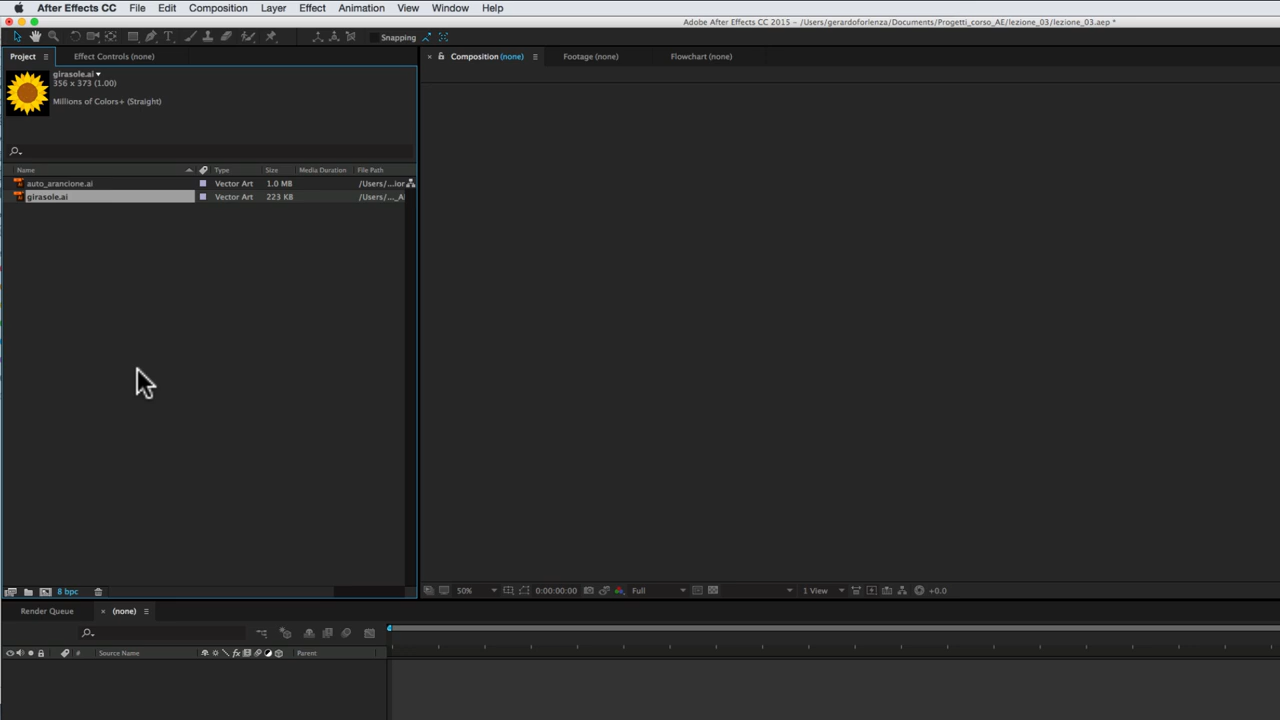 After Effects CC File Edit Composition Layer Effect Animation View Window Help
Adobe After Effects CC 2015 – /Users/gerardoforlenza/Documents/Progetti_corso_AE/lezione_03/lezione_03.aep *
Snapping
Project Effect Controls (none) Composition (none) Footage (none) Flowchart (none)
girasole.ai
356 x 373 (1.00)
Millions of Colors+ (Straight)
Name Type Size Media Duration File Path
auto_arancione.ai Vector Art 1.0 MB /Users/...ior
girasole.ai Vector Art 223 KB /Users/..._A
8 bpc 50% 0:00:00:00 Full 1 View +0.0
Render Queue (none)
# Source Name Parent